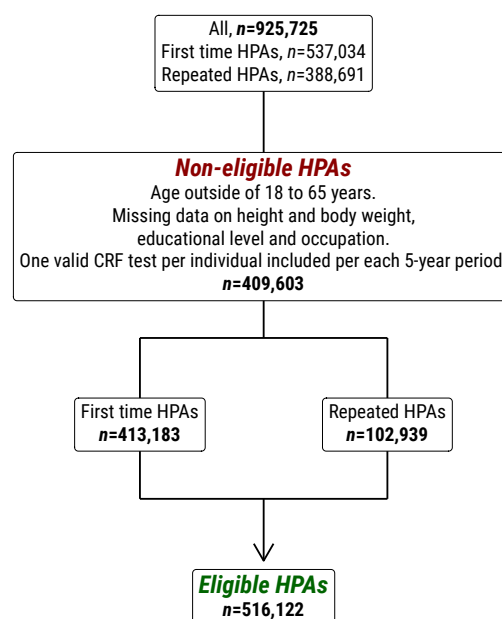 All, n=925,725
First time HPAs, n=537,034
Repeated HPAs, n=388,691
Non-eligible HPAs
Age outside of 18 to 65 years.
Missing data on height and body weight,
educational level and occupation.
One valid CRF test per individual included per each 5-year period
n=409,603
First time HPAs
n=413,183
Repeated HPAs
n=102,939
Eligible HPAs
n=516,122